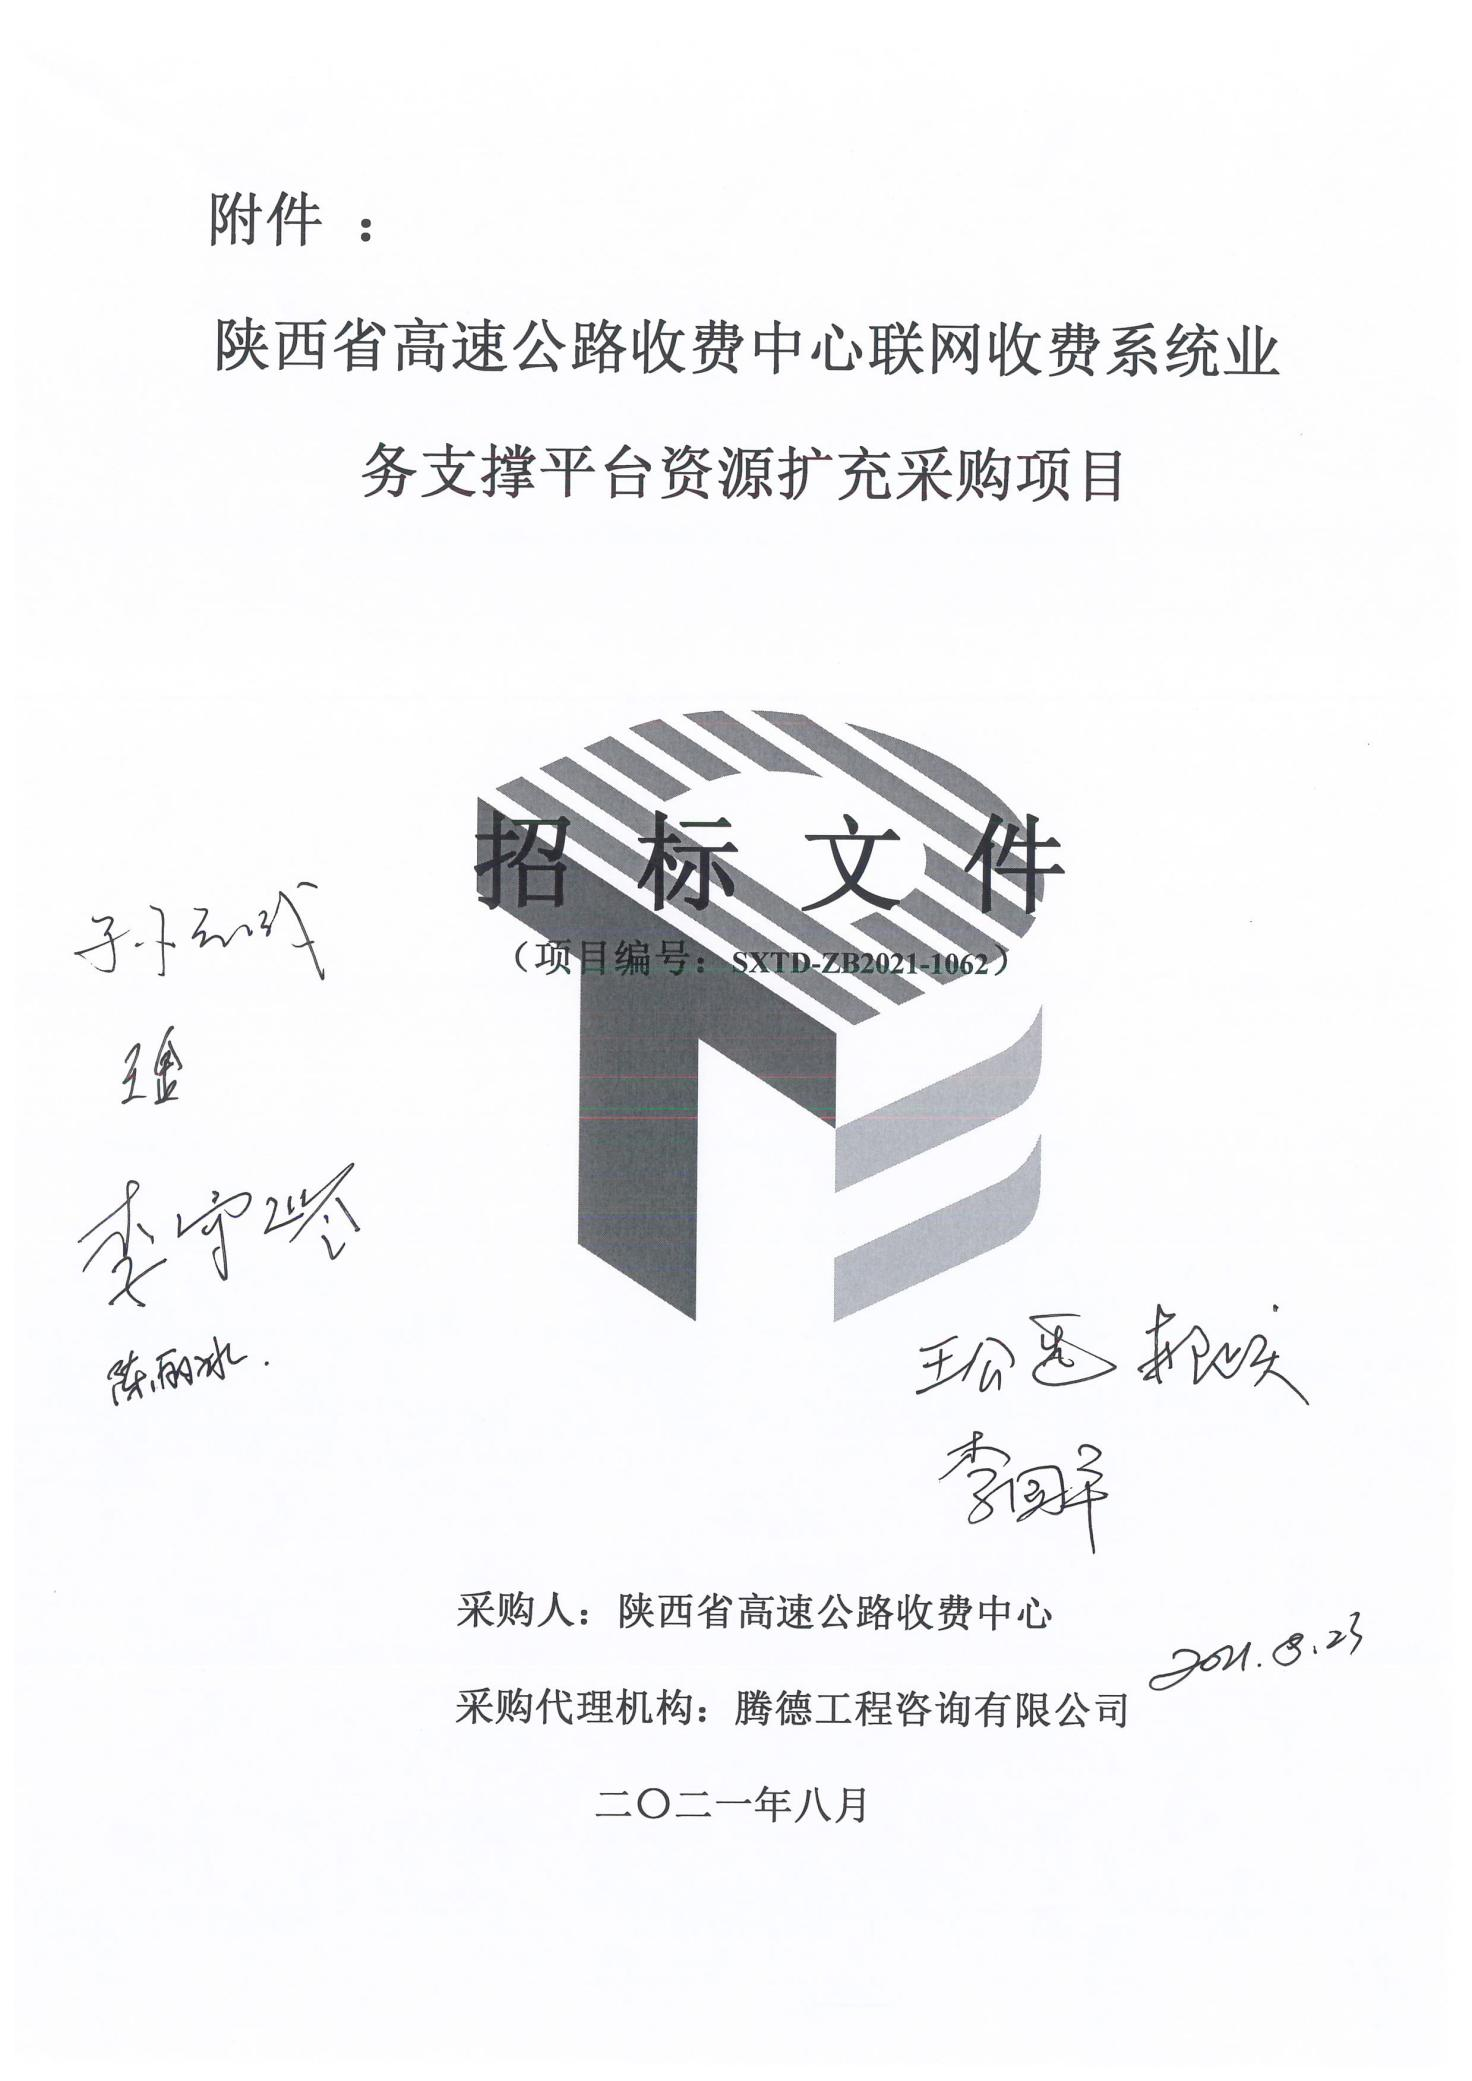 附件 ：
陕西省高速公路收费中心联网收费系统业
务支撑平台资源扩充采购项目
招 标 文 件
（项目编号：SXTD-ZB2021-1062）
陈丽冰.
李国平
采购人：陕西省高速公路收费中心
2021.8.23
采购代理机构：腾德工程咨询有限公司
二〇二一年八月